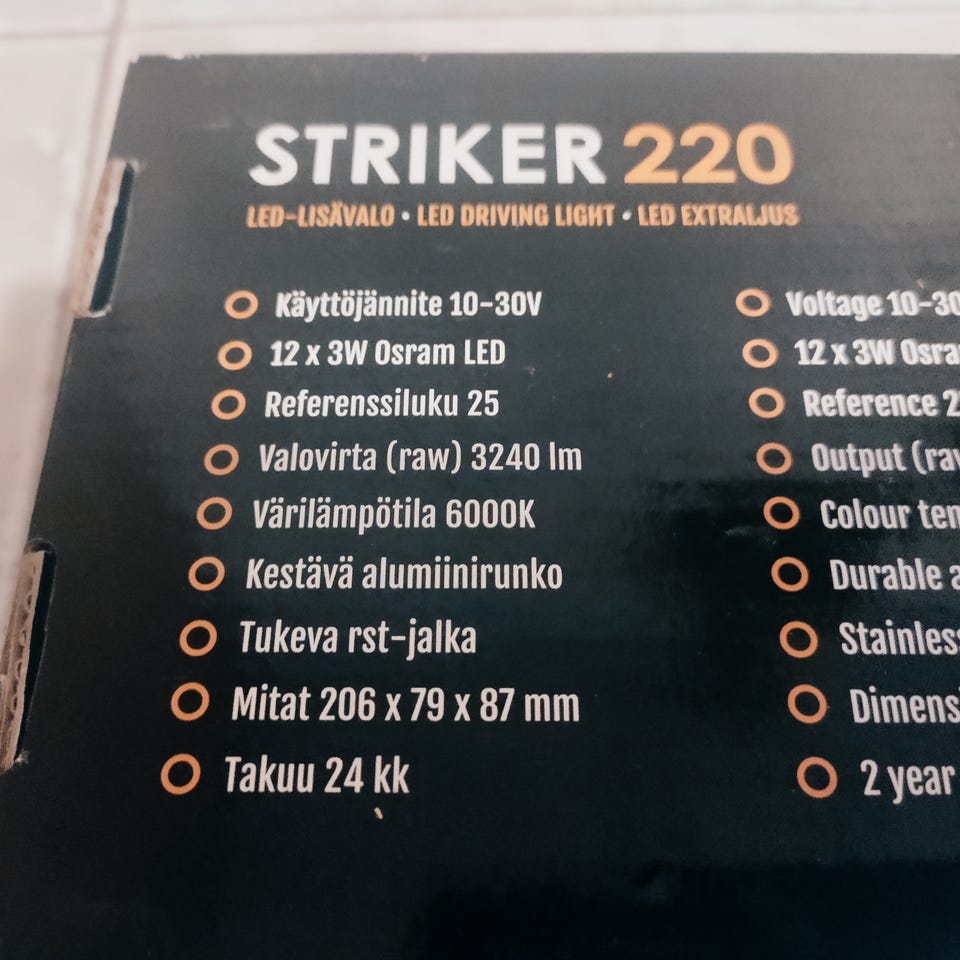 STRIKER 220
LED-LISÄVALO • LED DRIVING LIGHT • LED EXTRALJUS
Käyttöjännite 10-30V
12 x 3W Osram LED
Referenssiluku 25
Valovirta (raw) 3240 lm
Värilämpötila 6000K
Kestävä alumiinirunko
Tukeva rst-jalka
Mitat 206 x 79 x 87 mm
Takuu 24 kk
Voltage
12 x 3W
Reference
Output
Colour
Durable
2 year